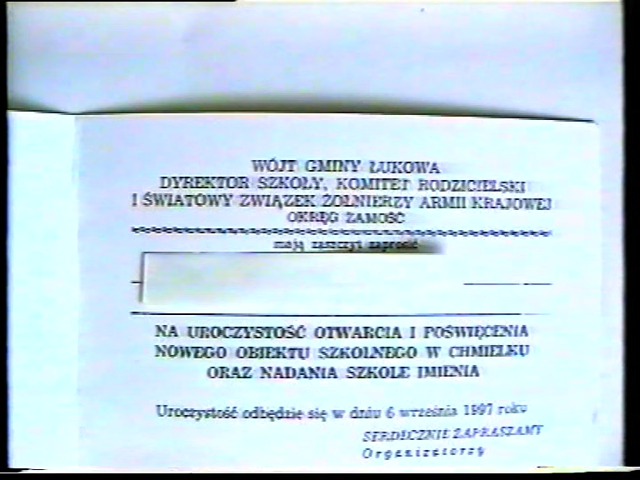 WÓJT GMINY ŁUKOWA
DYREKTOR SZKOŁY, KOMITET RODZICIELSKI
I ŚWIATOWY ZWIĄZEK ŻOŁNIERZY ARMII KRAJOWEJ
OKRĘG ZAMOŚĆ
mają zaszczyt zaprosić
NA UROCZYSTOŚĆ OTWARCIA I POŚWIĘCENIA
NOWEGO OBIEKTU SZKOLNEGO W CHMIELKU
ORAZ NADANIA SZKOLE IMIENIA
Uroczystość odbędzie się w dniu 6 września 1997 roku
SERDECZNIE ZAPRASZAMY
Organizatorzy